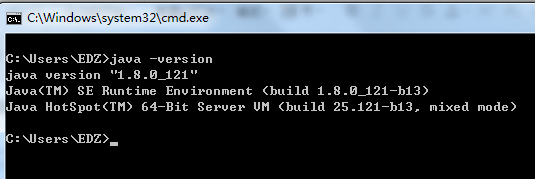 C:\Windows\system32\cmd.exe
C:\Users\EDZ>java -version
java version "1.8.0_121"
Java(TM) SE Runtime Environment (build 1.8.0_121-b13)
Java HotSpot(TM) 64-Bit Server VM (build 25.121-b13, mixed mode)
C:\Users\EDZ>